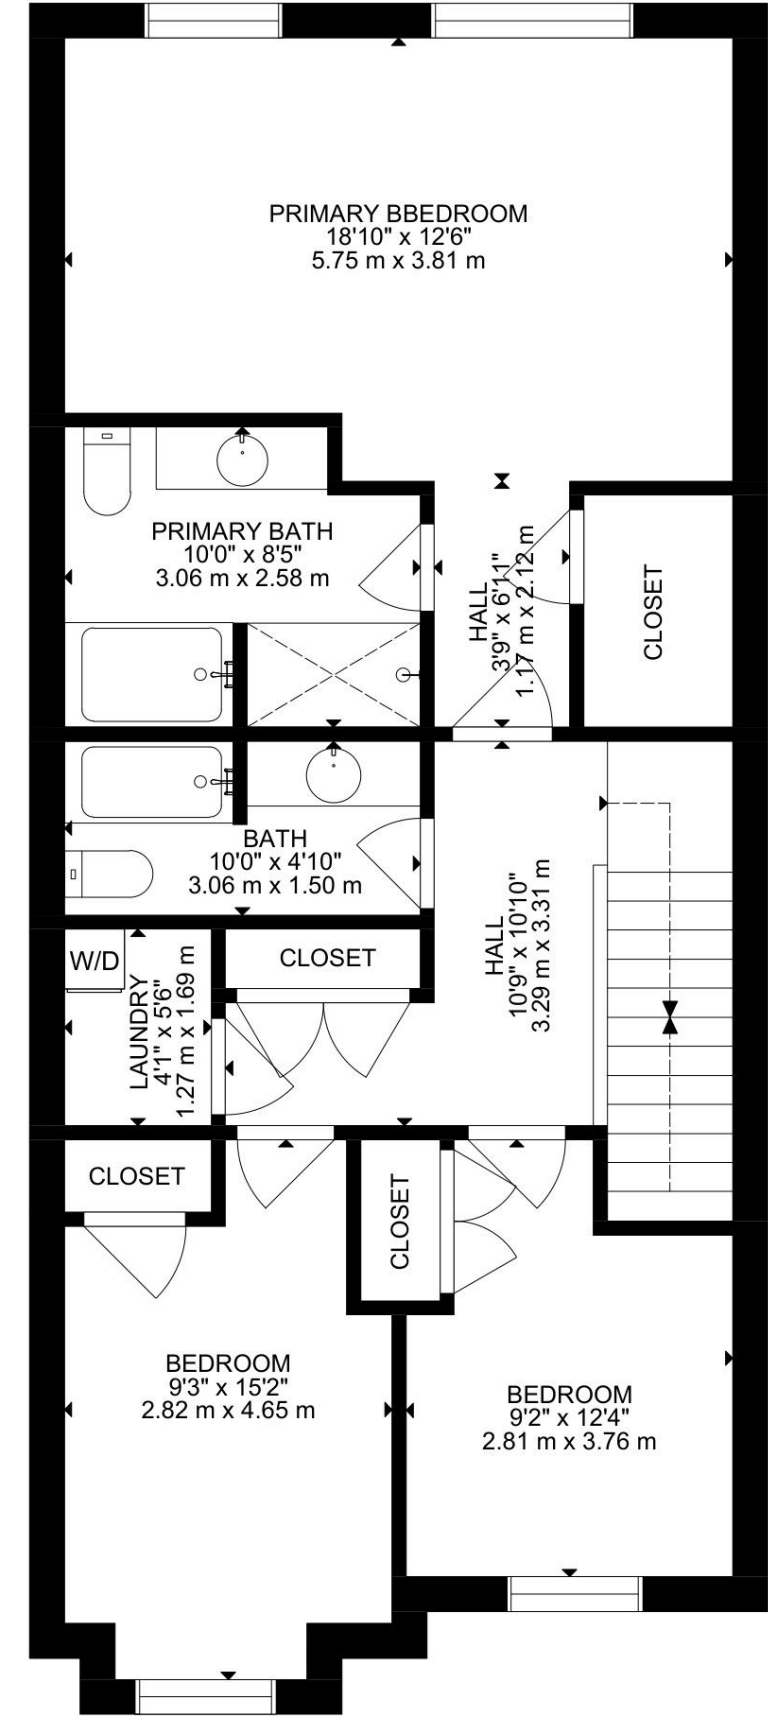 PRIMARY BBEDROOM
18'10" x 12'6"
5.75 m x 3.81 m
PRIMARY BATH
10'0" x 8'5"
3.06 m x 2.58 m
HALL
3'9" x 6'11"
1.17 m x 2.12 m
CLOSET
BATH
10'0" x 4'10"
3.06 m x 1.50 m
HALL
10'9" x 10'10"
3.29 m x 3.31 m
W/D
LAUNDRY
4'1" x 5'6"
1.27 m x 1.69 m
CLOSET
CLOSET
CLOSET
BEDROOM
9'3" x 15'2"
2.82 m x 4.65 m
BEDROOM
9'2" x 12'4"
2.81 m x 3.76 m